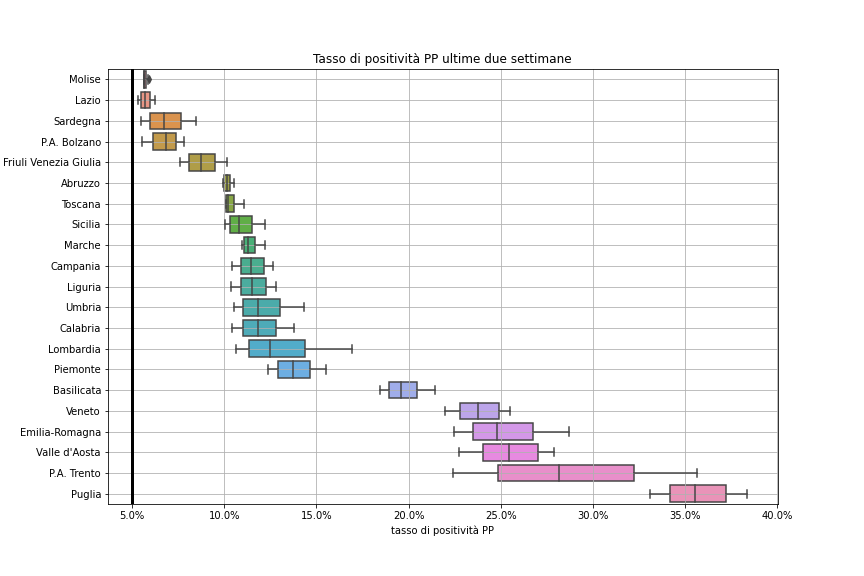 Tasso di positività PP ultime due settimane
Molise
Lazio
Sardegna
P.A. Bolzano
Friuli Venezia Giulia
Abruzzo
Toscana
Sicilia
Marche
Campania
Liguria
Umbria
Calabria
Lombardia
Piemonte
Basilicata
Veneto
Emilia-Romagna
Valle d'Aosta
P.A. Trento
Puglia
5.0% 10.0% 15.0% 20.0% 25.0% 30.0% 35.0% 40.0%
tasso di positività PP